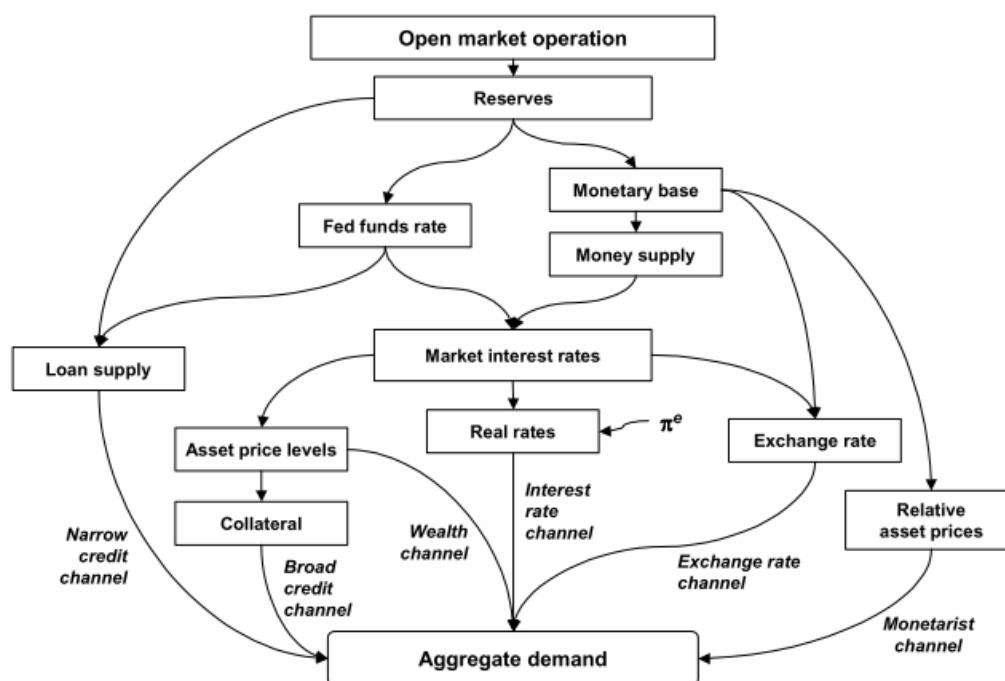 Open market operation
Reserves
Monetary base
Fed funds rate
Money supply
Market interest rates
Loan supply
Real rates
πe
Exchange rate
Asset price levels
Collateral
Relative
asset prices
Narrow
credit
channel
Broad
credit
channel
Wealth
channel
Interest
rate
channel
Exchange rate
channel
Monetarist
channel
Aggregate demand